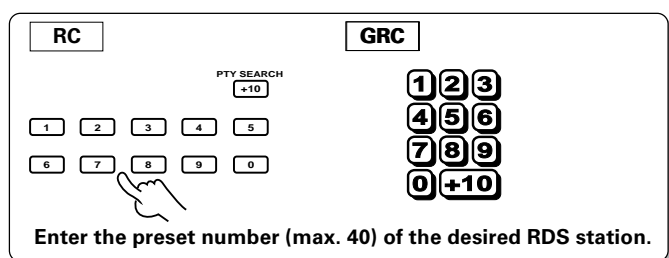 RC
GRC
PTY SEARCH
+10
1 2 3 4 5
6 7 8 9 0
1 2 3
4 5 6
7 8 9
0 +10
Enter the preset number (max. 40) of the desired RDS station.